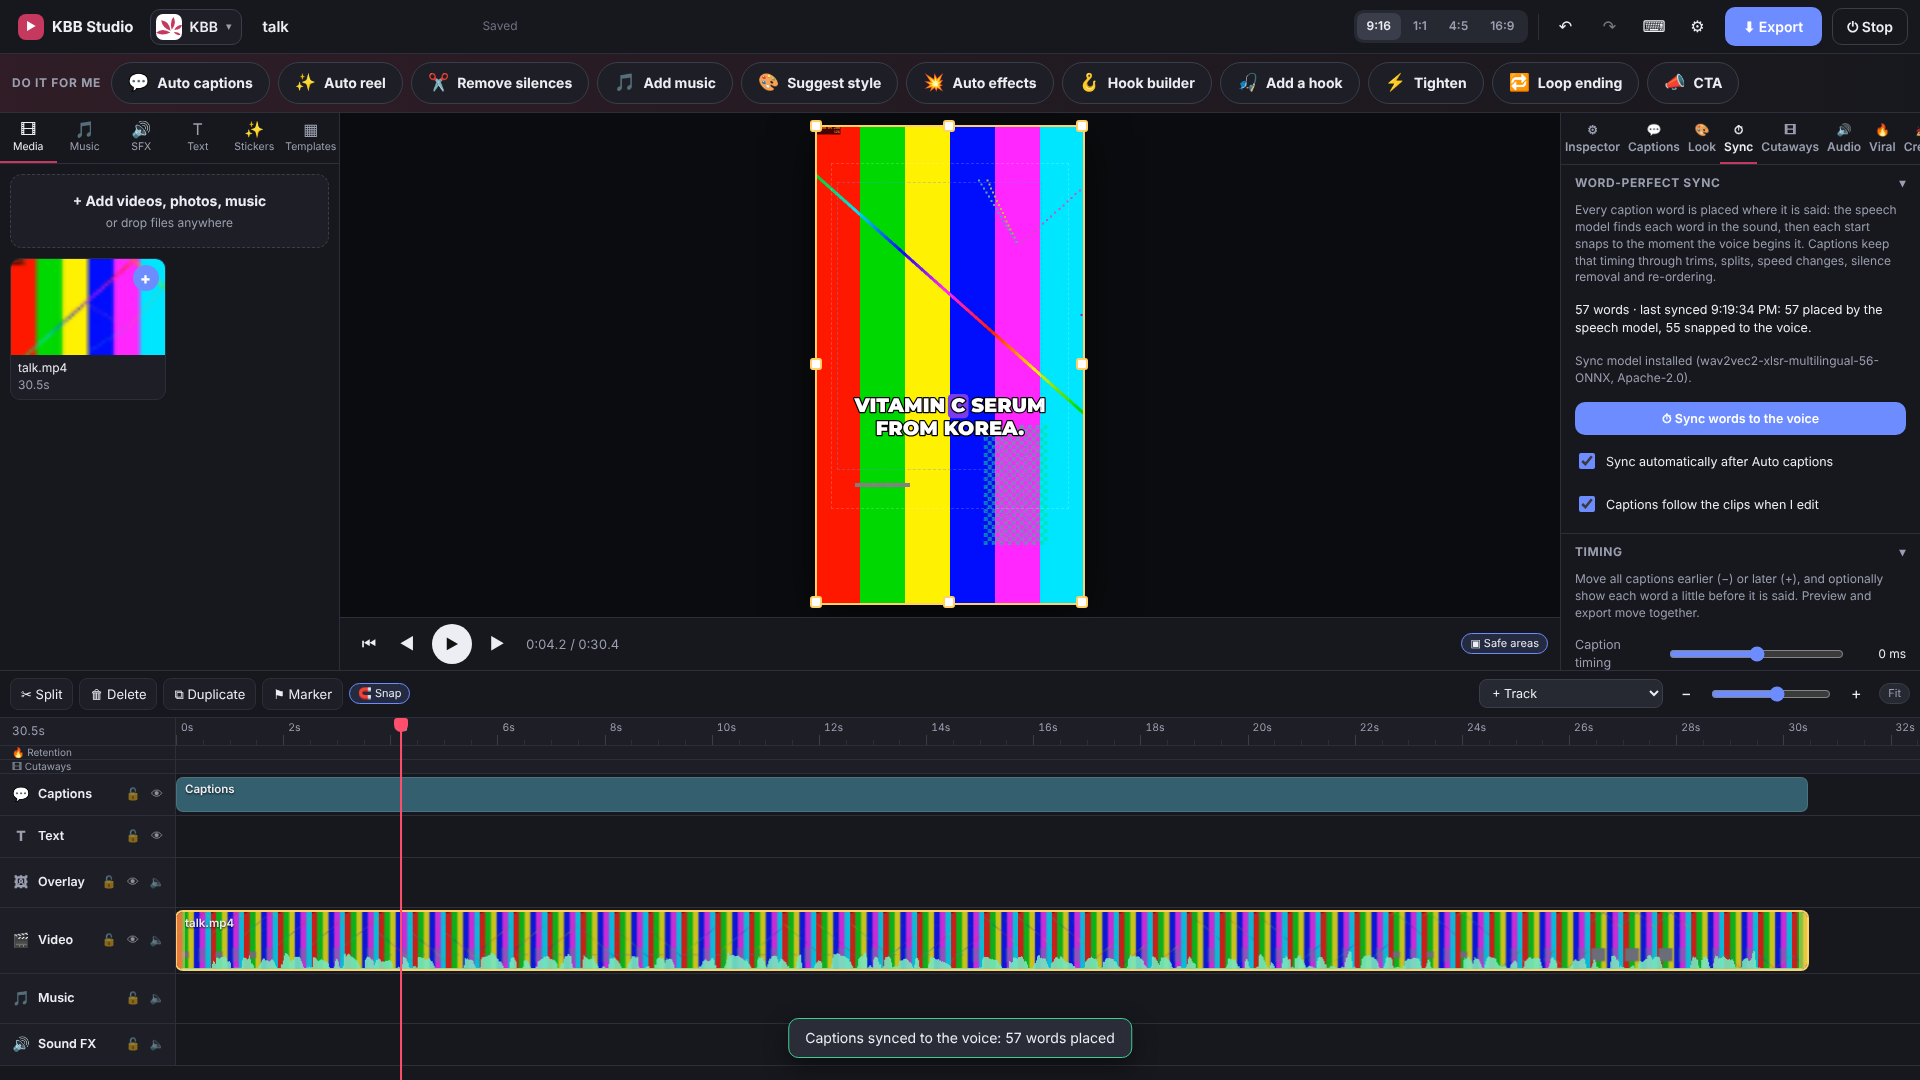 KBB Studio
KBB
talk
Saved
9:16
1:1
4:5
16:9
Export
Stop
DO IT FOR ME
Auto captions
Auto reel
Remove silences
Add music
Suggest style
Auto effects
Hook builder
Add a hook
Tighten
Loop ending
CTA
Media
Music
SFX
Text
Stickers
Templates
+ Add videos, photos, music
or drop files anywhere
talk.mp4
30.5s
VITAMIN C SERUM
FROM KOREA.
0:04.2 / 0:30.4
Safe areas
Inspector
Captions
Look
Sync
Cutaways
Audio
Viral
WORD-PERFECT SYNC
Every caption word is placed where it is said: the speech
model finds each word in the sound, then each start
snaps to the moment the voice begins it. Captions keep
that timing through trims, splits, speed changes, silence
removal and re-ordering.
57 words · last synced 9:19:34 PM: 57 placed by the
speech model, 55 snapped to the voice.
Sync model installed (wav2vec2-xlsr-multilingual-56-
ONNX, Apache-2.0).
Sync words to the voice
Sync automatically after Auto captions
Captions follow the clips when I edit
TIMING
Move all captions earlier (−) or later (+), and optionally
show each word a little before it is said. Preview and
export move together.
Caption
timing
0 ms
Split
Delete
Duplicate
Marker
Snap
+ Track
− +
Fit
30.5s
0s
2s
6s
8s
10s
12s
14s
16s
18s
20s
22s
24s
26s
28s
30s
32s
Retention
Cutaways
Captions
Captions
Text
Overlay
Video
talk.mp4
Music
Sound FX
Captions synced to the voice: 57 words placed